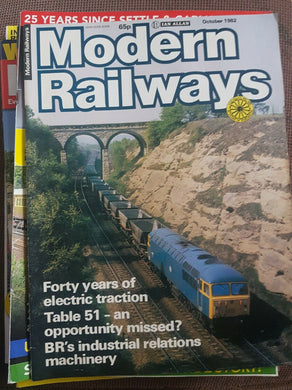 25 YEARS SINCE SETTLE &
Modern Railways
65p IAN ALLAN October 1982
Modern
Railways
Forty years of
electric traction
Table 51 - an
opportunity missed?
BR's industrial relations
machinery